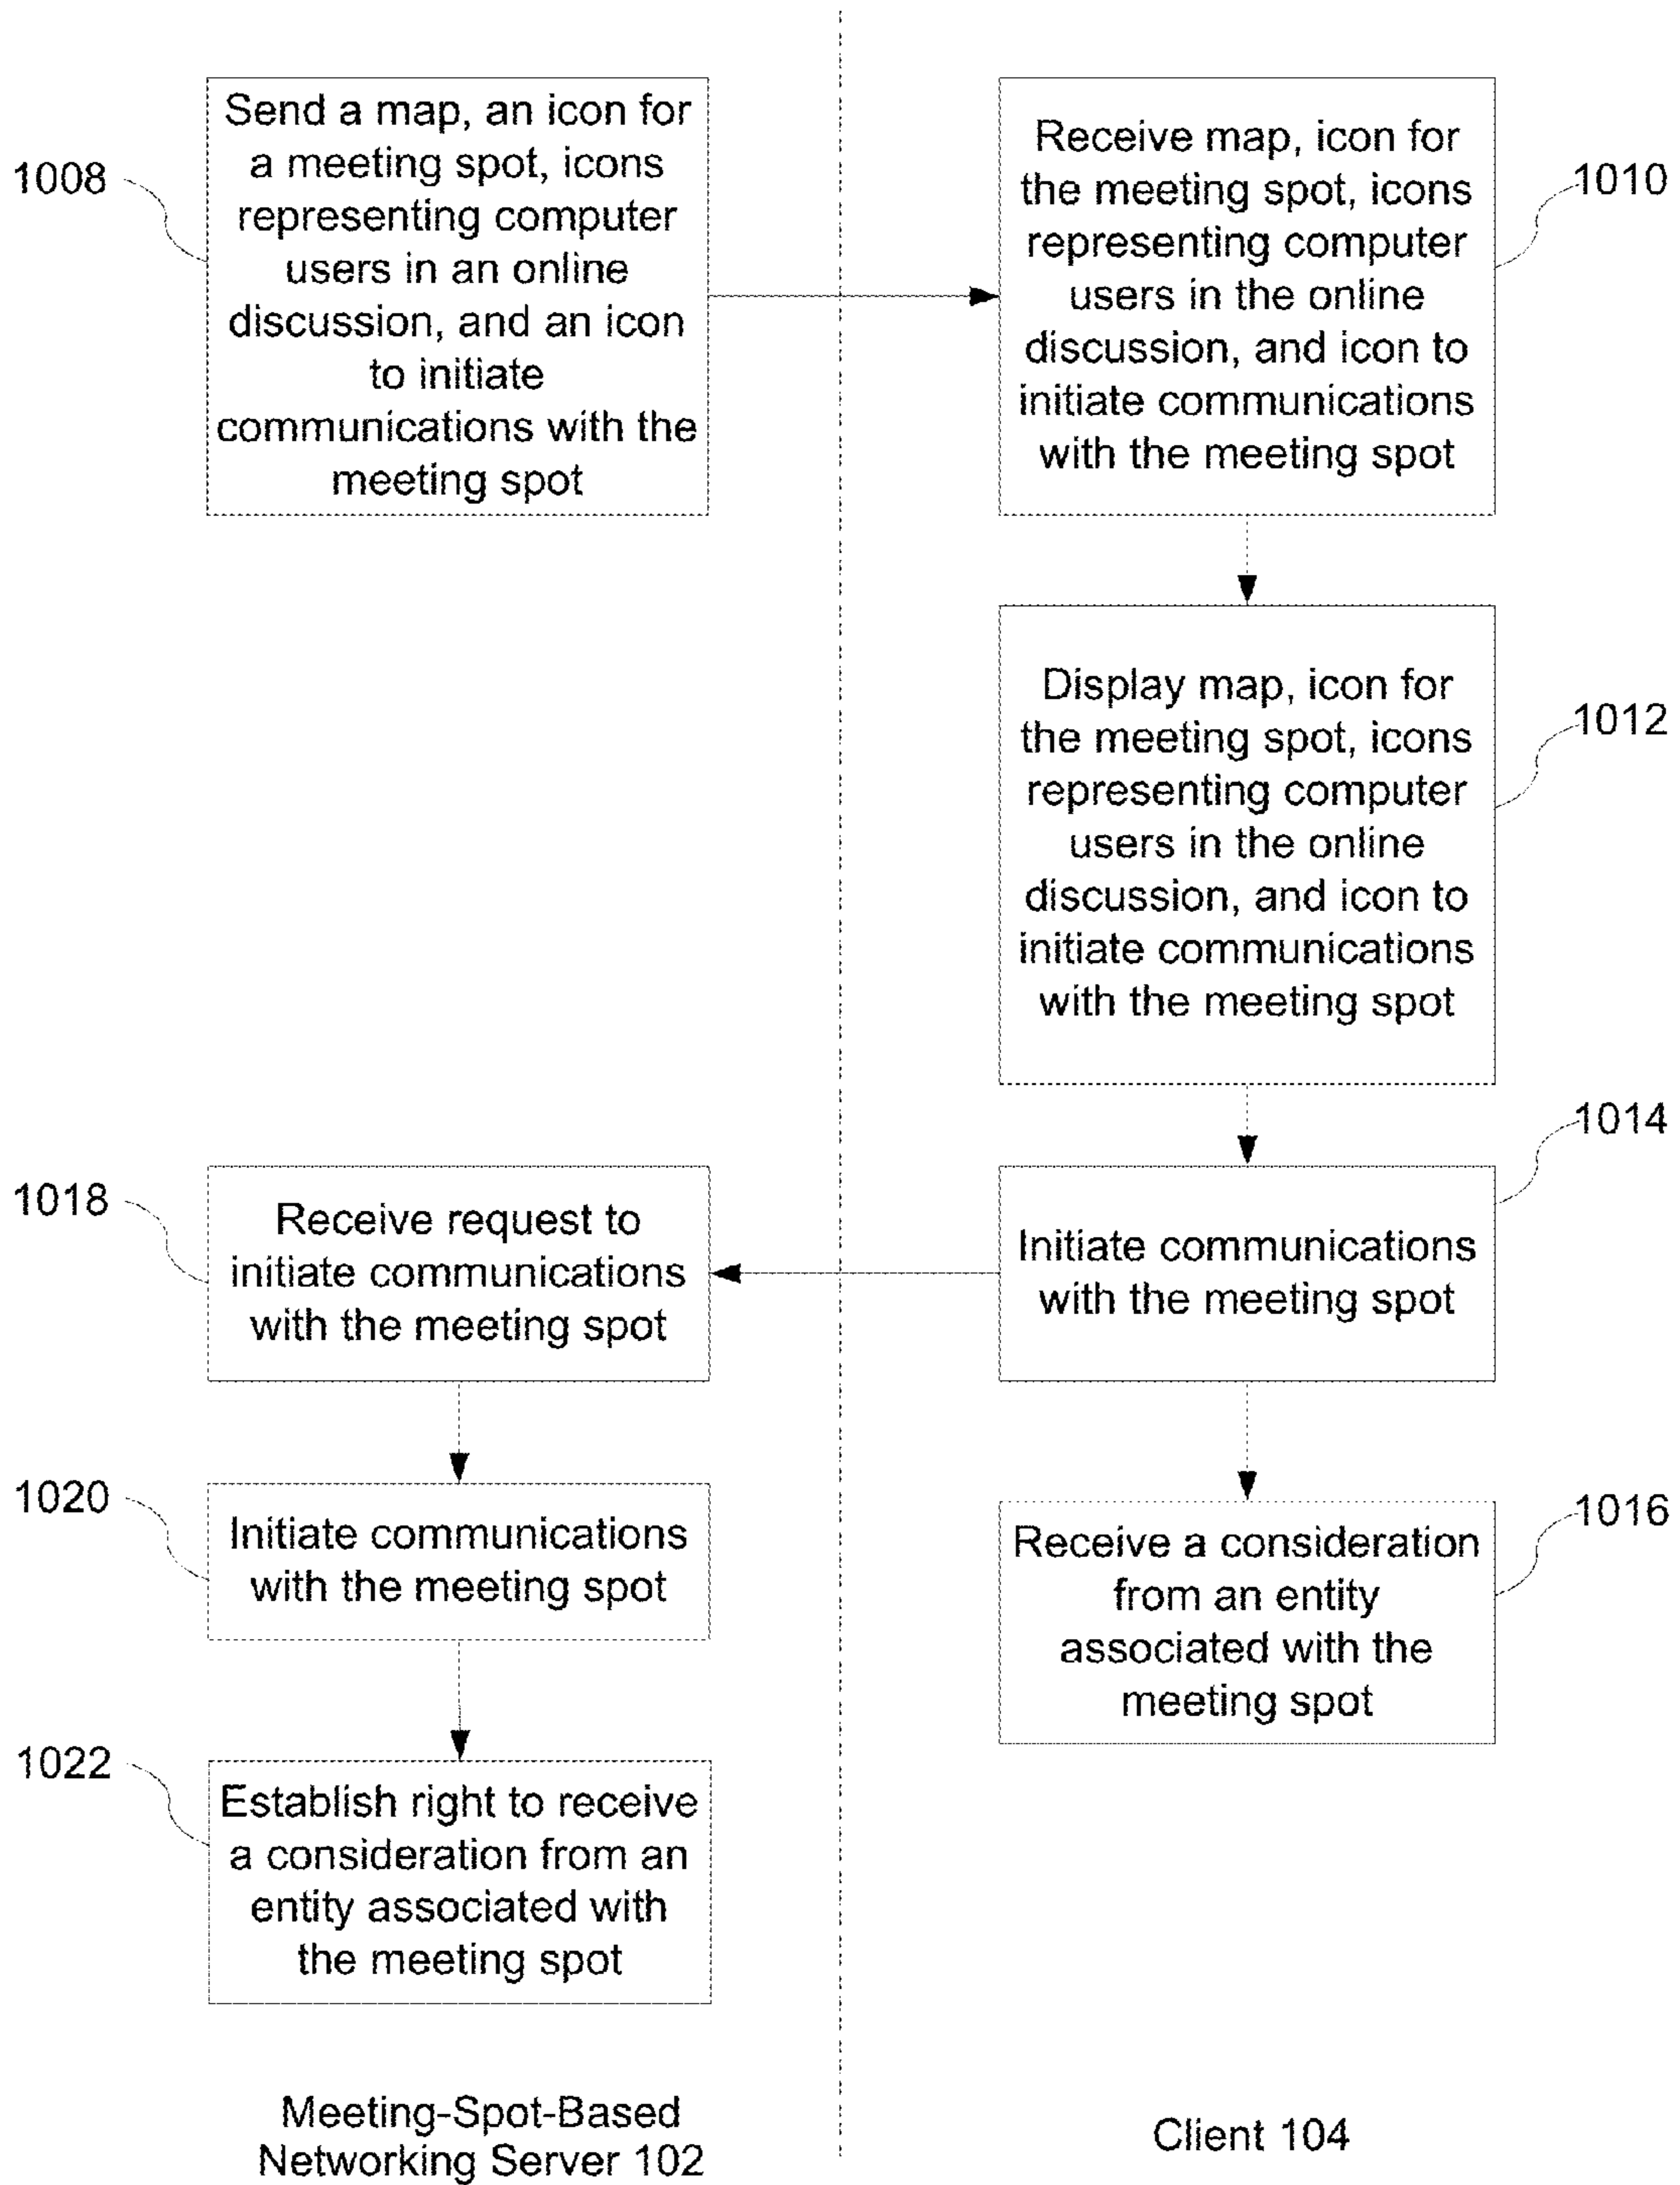 1008
Send a map, an icon for
a meeting spot, icons
representing computer
users in an online
discussion, and an icon
to initiate
communications with the
meeting spot
Receive map, icon for
the meeting spot, icons
representing computer
users in the online
discussion, and icon to
initiate communications
with the meeting spot
1010
Display map, icon for
the meeting spot, icons
representing computer
users in the online
discussion, and icon to
initiate communications
with the meeting spot
1012
1014
Initiate communications
with the meeting spot
1018
Receive request to
initiate communications
with the meeting spot
1020
Initiate communications
with the meeting spot
1016
Receive a consideration
from an entity
associated with the
meeting spot
1022
Establish right to receive
a consideration from an
entity associated with
the meeting spot
Meeting-Spot-Based
Networking Server 102
Client 104